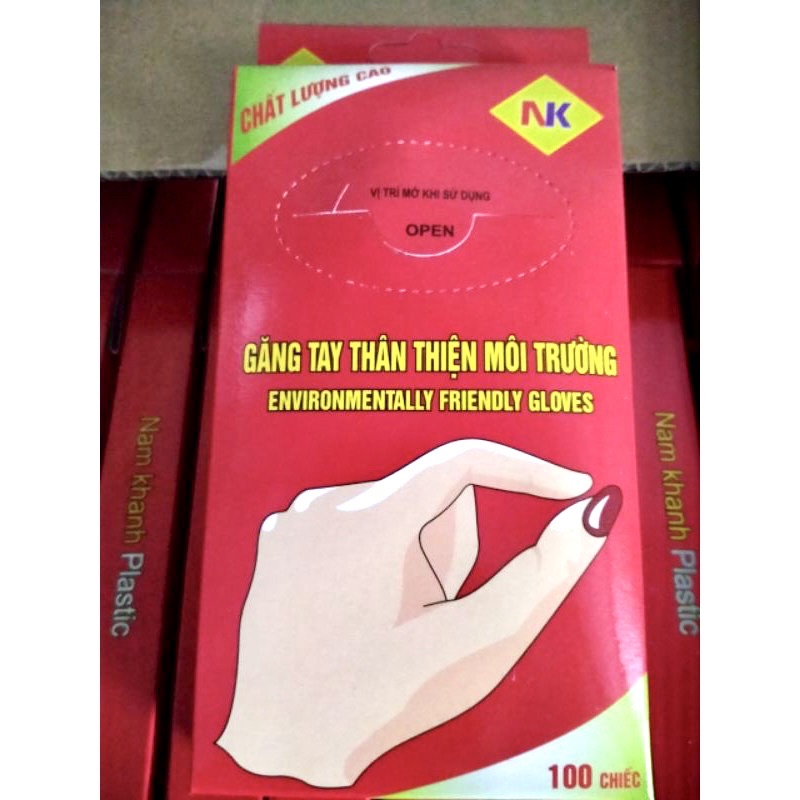 CHẤT LƯỢNG CAO
NK
VỊ TRÍ MỞ KHI SỬ DỤNG
OPEN
GĂNG TAY THÂN THIỆN MÔI TRƯỜNG
ENVIRONMENTALLY FRIENDLY GLOVES
Nam khanh Plastic
Nam khanh Plastic
100 CHIẾC